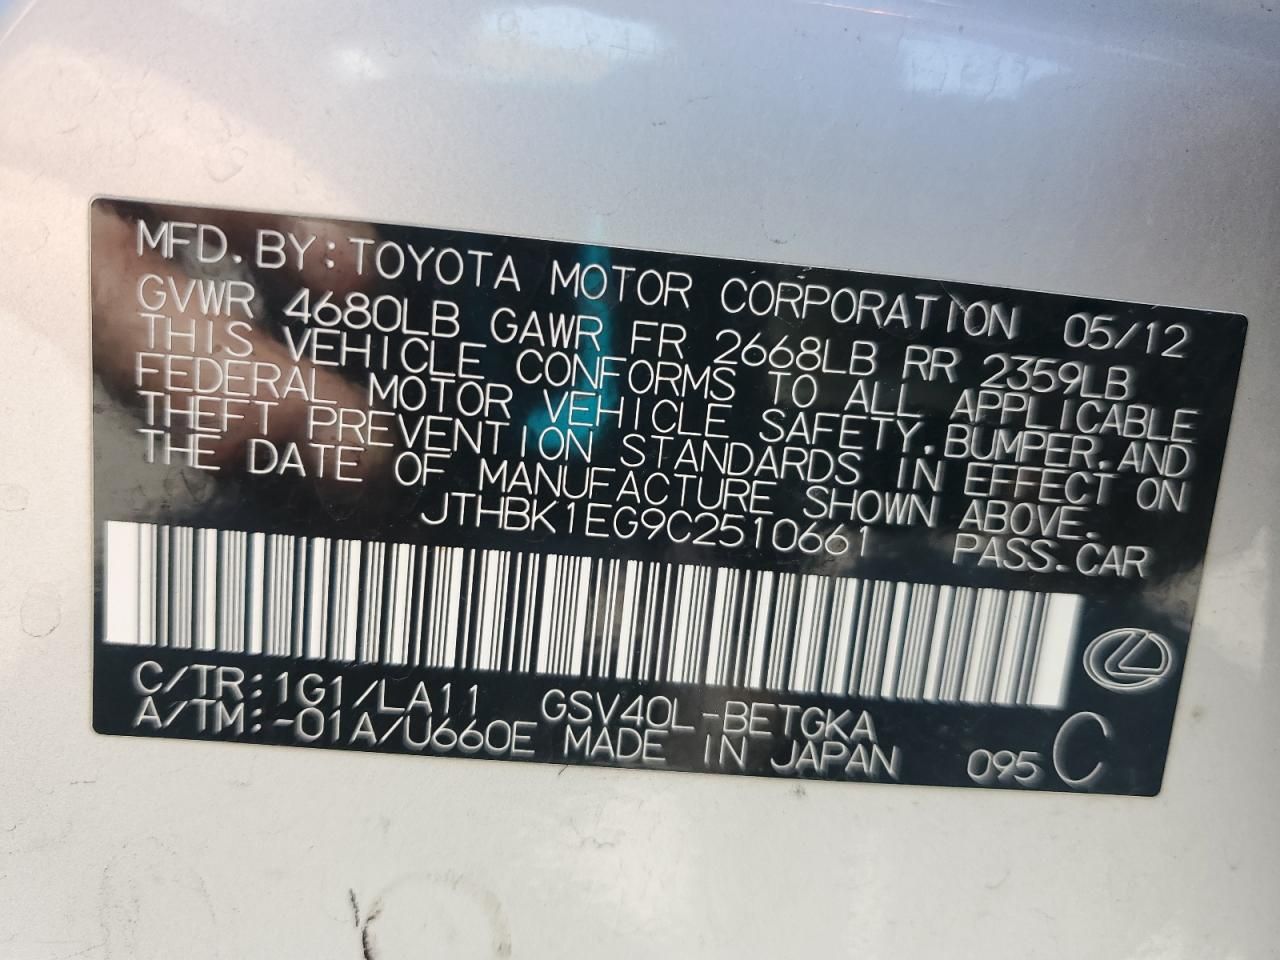 MFD. BY: TOYOTA MOTOR CORPORATION 05/12
GVWR 4680LB GAWR FR 2668LB RR 2359LB
THIS VEHICLE CONFORMS TO ALL APPLICABLE
FEDERAL MOTOR VEHICLE SAFETY, BUMPER, AND
THEFT PREVENTION STANDARDS IN EFFECT ON
THE DATE OF MANUFACTURE SHOWN ABOVE.
JTHBK1EG9C2510661 PASS. CAR
C/TR: 1G1/LA11 GSV40L-BETGKA
A/TM: -01A/U660E MADE IN JAPAN 095 C